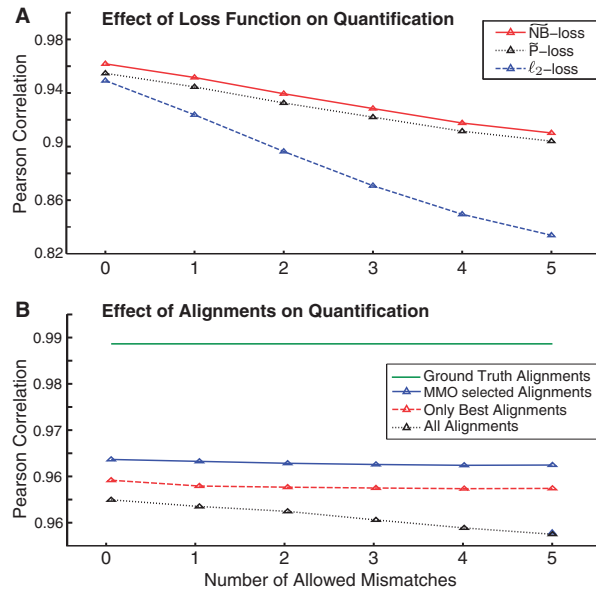 A Effect of Loss Function on Quantification
0.98
0.94
0.9
0.86
0.82
Pearson Correlation
ÑB̃-loss
P̃-loss
ℓ₂-loss
0 1 2 3 4 5
B Effect of Alignments on Quantification
0.99
0.98
0.97
0.96
0.96
Pearson Correlation
Ground Truth Alignments
MMO selected Alignments
Only Best Alignments
All Alignments
0 1 2 3 4 5
Number of Allowed Mismatches